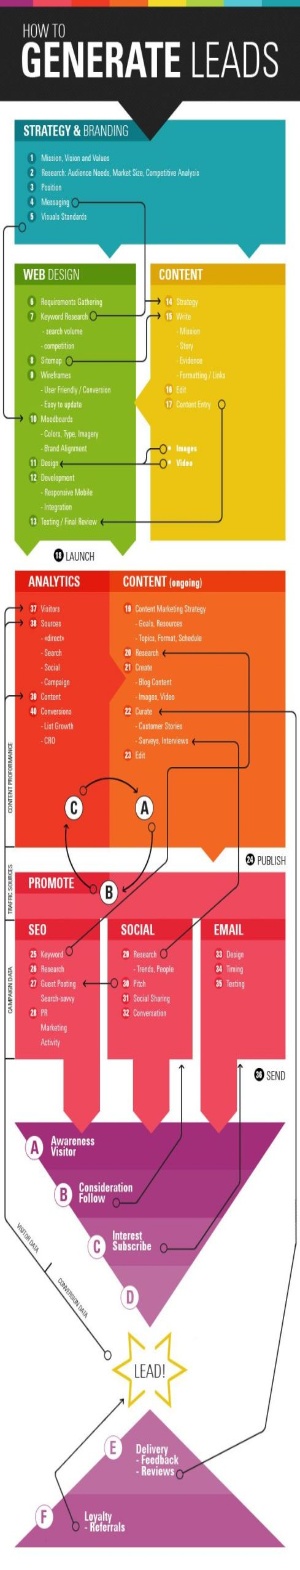 HOW TO
GENERATE LEADS
STRATEGY & BRANDING
1 Mission, Vision and Values
2 Research: Audience Needs, Market Size, Competitive Analysis
3 Position
4 Messaging
5 Visuals Standards
WEB DESIGN
6 Requirements Gathering
7 Keyword Research
- search volume
- competition
8 Sitemap
9 Wireframes
- User Friendly / Conversion
- Easy to update
10 Moodboards
- Colors, Type, Imagery
- Brand Alignment
11 Design
12 Development
- Responsive Mobile
- Integration
13 Testing / Final Review
CONTENT
14 Strategy
15 Write
- Mission
- Story
- Evidence
- Formatting / Links
16 Edit
17 Content Entry
* Images
* Video
18 LAUNCH
ANALYTICS
37 Visitors
38 Sources
- <direct>
- Search
- Social
- Campaign
39 Content
40 Conversions
- List Growth
- CRO
CONTENT (ongoing)
19 Content Marketing Strategy
- Goals, Resources
- Topics, Format, Schedule
20 Research
21 Create
- Blog Content
- Images, Video
22 Curate
- Customer Stories
- Surveys, Interviews
23 Edit
C
A
B
CONTENT PERFORMANCE
TRAFFIC SOURCES
CAMPAIGN DATA
24 PUBLISH
PROMOTE
SEO
25 Keyword
26 Research
27 Guest Posting
Search-savvy
28 PR
Marketing
Activity
SOCIAL
29 Research
- Trends, People
30 Pitch
31 Social Sharing
32 Conversation
EMAIL
33 Design
34 Timing
35 Testing
36 SEND
A Awareness
Visitor
B Consideration
Follow
C Interest
Subscribe
D
VISITOR DATA
CONVERSION DATA
LEAD!
E Delivery
- Feedback
- Reviews
F Loyalty
- Referrals